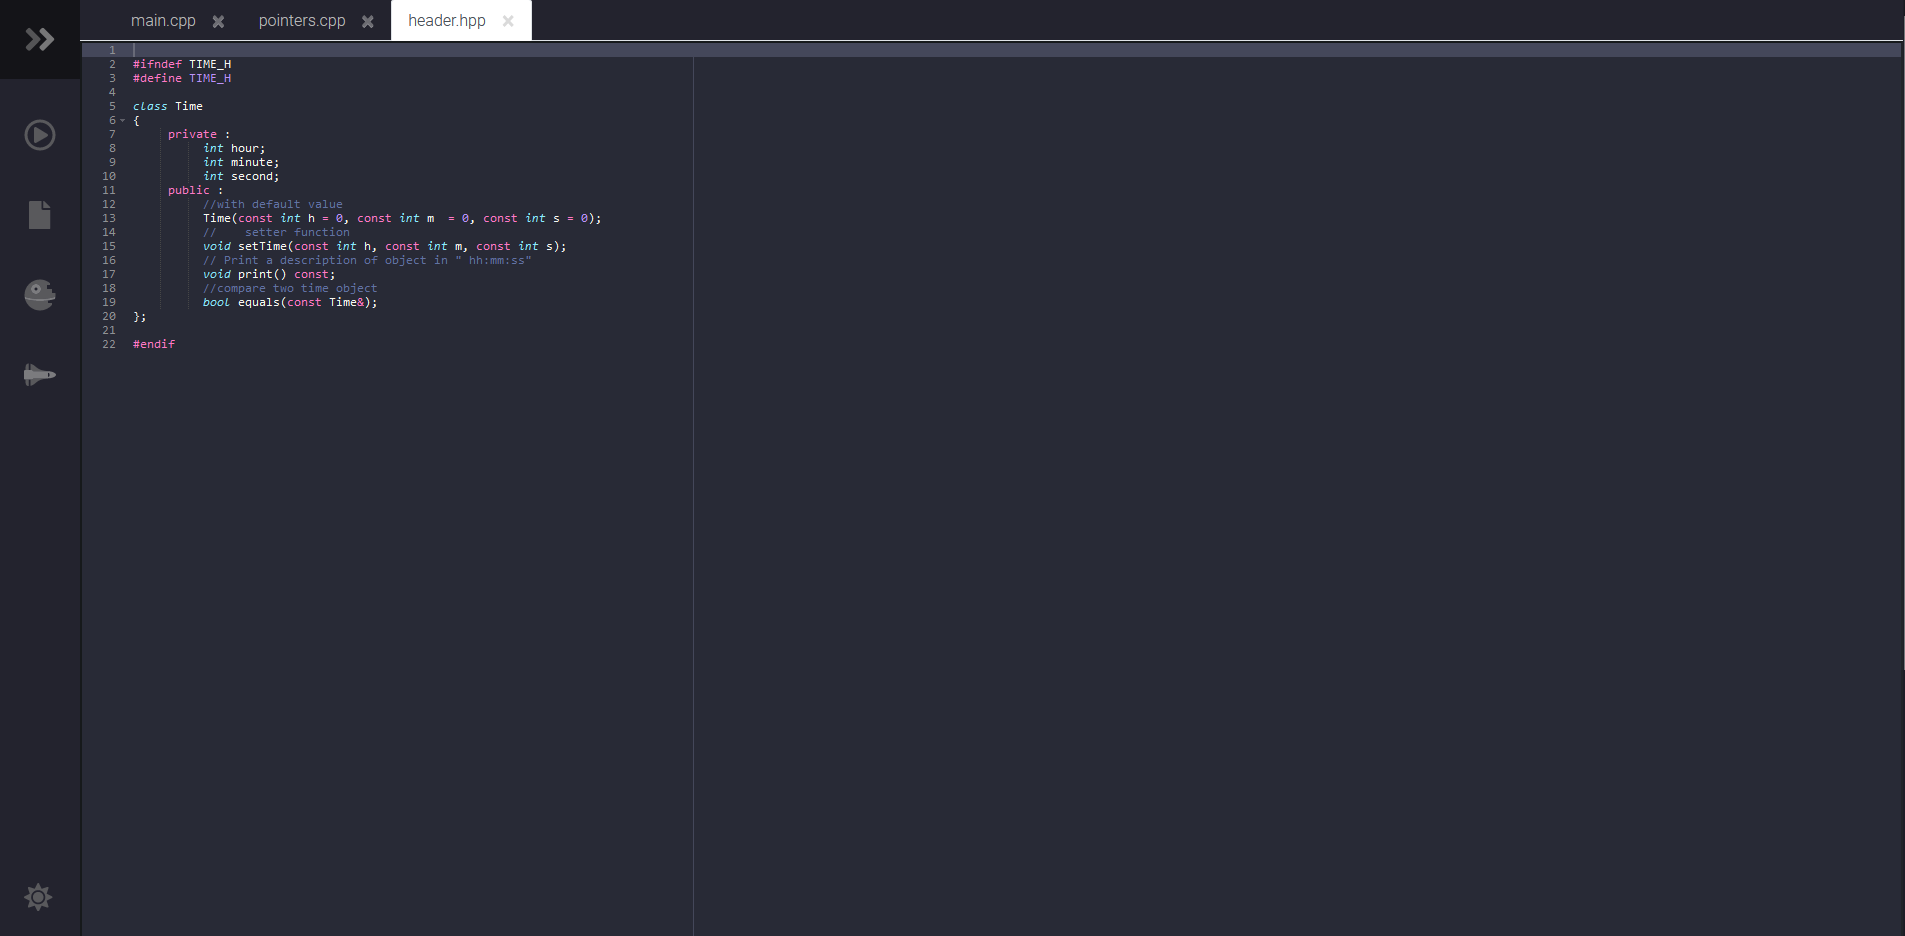 main.cpp pointers.cpp header.hpp
1
2 #ifndef TIME_H
3 #define TIME_H
4
5 class Time
6 {
7 private :
8 int hour;
9 int minute;
10 int second;
11 public :
12 //with default value
13 Time(const int h = 0, const int m  = 0, const int s = 0);
14 //    setter function
15 void setTime(const int h, const int m, const int s);
16 // Print a description of object in " hh:mm:ss"
17 void print() const;
18 //compare two time object
19 bool equals(const Time&);
20 };
21
22 #endif